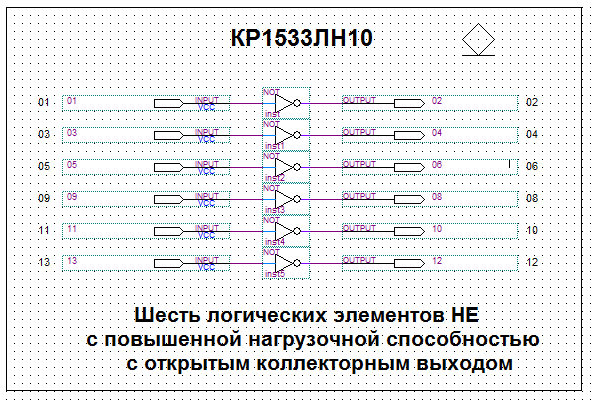 КР1533ЛН10
NOT
01 01 INPUT VCC inst OUTPUT 02 02
NOT
03 03 INPUT VCC inst1 OUTPUT 04 04
NOT
05 05 INPUT VCC inst2 OUTPUT 06 06
NOT
09 09 INPUT VCC inst3 OUTPUT 08 08
NOT
11 11 INPUT VCC inst4 OUTPUT 10 10
NOT
13 13 INPUT VCC inst5 OUTPUT 12 12
Шесть логических элементов НЕ
с повышенной нагрузочной способностью
с открытым коллекторным выходом